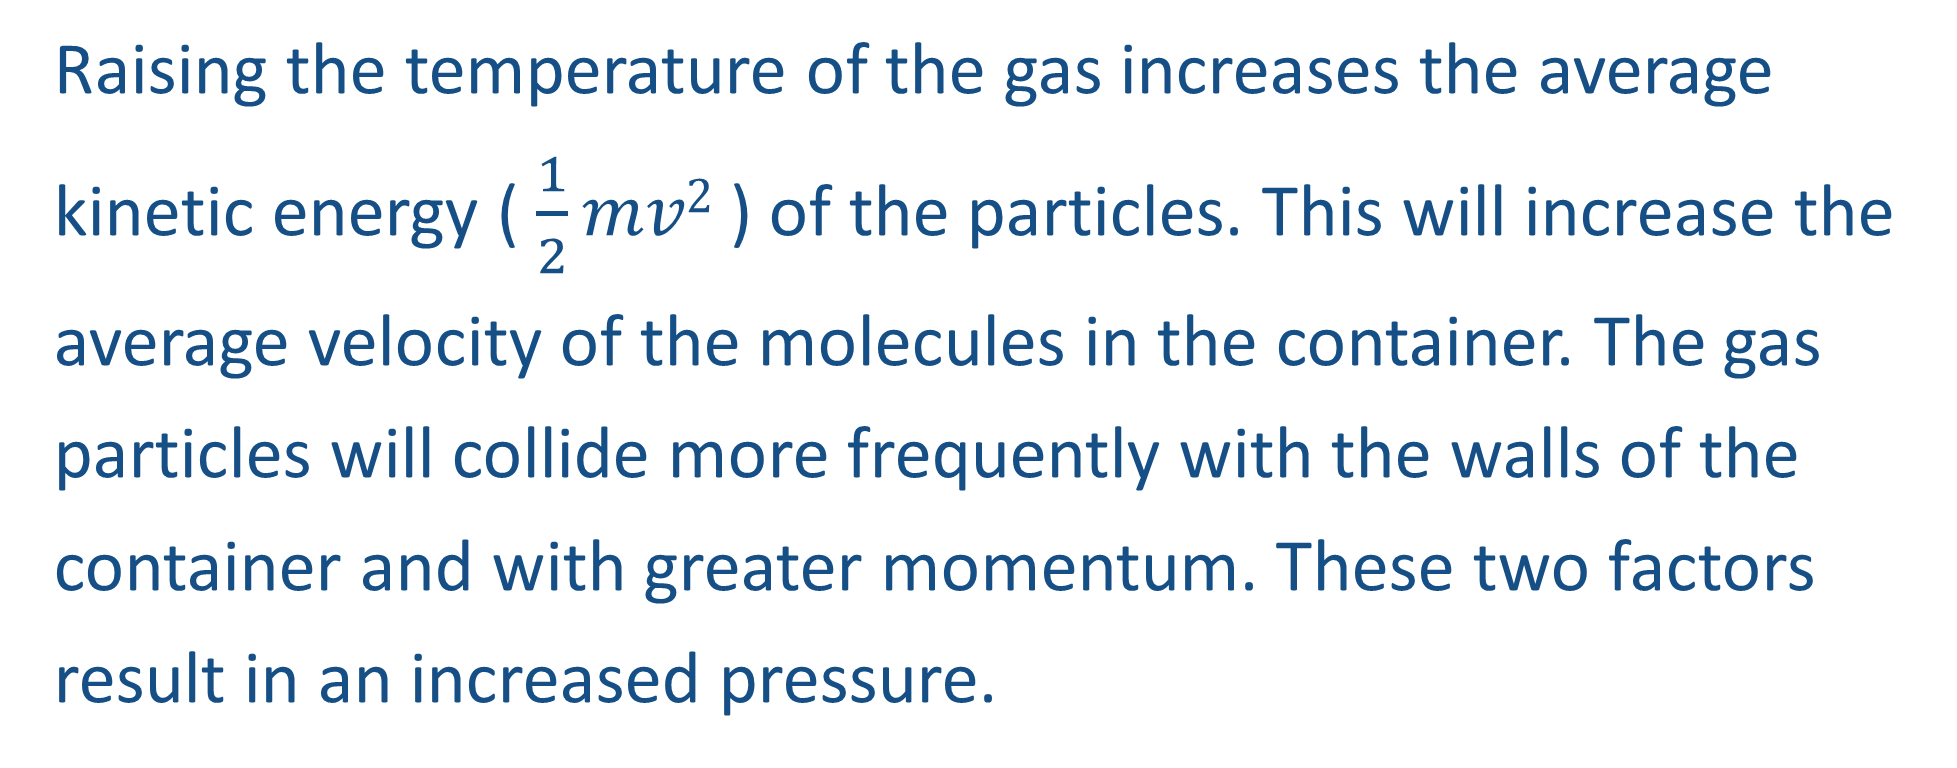 Raising the temperature of the gas increases the average
kinetic energy ( ½mv² ) of the particles. This will increase the
average velocity of the molecules in the container. The gas
particles will collide more frequently with the walls of the
container and with greater momentum. These two factors
result in an increased pressure.